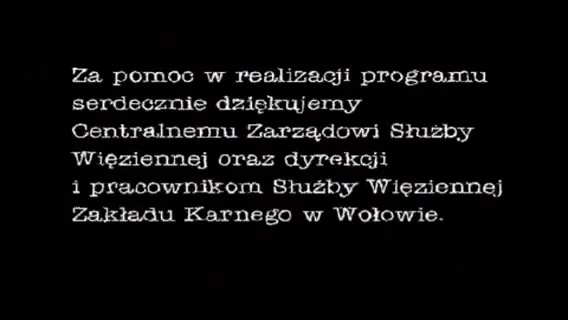 Za pomoc w realizacji programu
serdecznie dziękujemy
Centralnemu Zarządowi Służby
Więziennej oraz dyrekcji
i pracownikom Służby Więziennej
Zakładu Karnego w Wołowie.